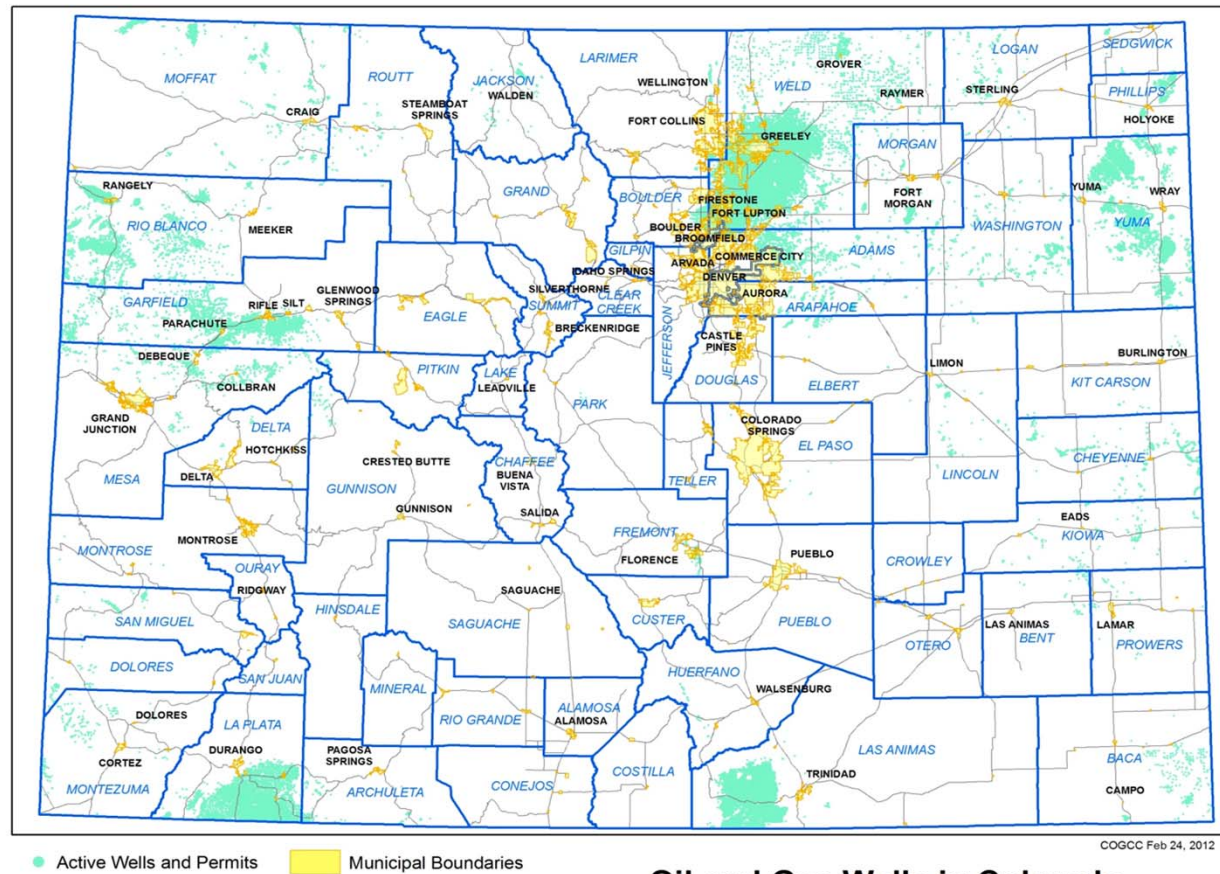 MOFFAT
CRAIG
ROUTT
STEAMBOAT
SPRINGS
JACKSON
WALDEN
LARIMER
WELLINGTON
FORT COLLINS
GROVER
WELD
RAYMER
GREELEY
LOGAN
STERLING
SEDGWICK
PHILLIPS
HOLYOKE
MORGAN
FORT
MORGAN
WASHINGTON
YUMA
WRAY
YUMA
RANGELY
RIO BLANCO
MEEKER
GRAND
BOULDER
FIRESTONE
FORT LUPTON
BOULDER
BROOMFIELD
GILPIN
IDAHO SPRINGS
ARVADA
COMMERCE CITY
DENVER
ADAMS
AURORA
ARAPAHOE
GARFIELD
RIFLE
SILT
GLENWOOD
SPRINGS
PARACHUTE
EAGLE
SILVERTHORNE
SUMMIT
CLEAR
CREEK
BRECKENRIDGE
JEFFERSON
CASTLE
PINES
DOUGLAS
ELBERT
LIMON
BURLINGTON
KIT CARSON
DEBEQUE
COLLBRAN
PITKIN
LAKE
LEADVILLE
PARK
GRAND
JUNCTION
DELTA
HOTCHKISS
DELTA
MESA
CRESTED BUTTE
GUNNISON
GUNNISON
CHAFFEE
BUENA
VISTA
SALIDA
TELLER
COLORADO
SPRINGS
EL PASO
LINCOLN
CHEYENNE
EADS
KIOWA
MONTROSE
MONTROSE
OURAY
RIDGWAY
FREMONT
FLORENCE
PUEBLO
CROWLEY
SAN MIGUEL
HINSDALE
SAGUACHE
SAGUACHE
CUSTER
PUEBLO
OTERO
LAS ANIMAS
BENT
LAMAR
PROWERS
DOLORES
SAN JUAN
MINERAL
RIO GRANDE
ALAMOSA
ALAMOSA
HUERFANO
WALSENBURG
DOLORES
LA PLATA
CORTEZ
DURANGO
PAGOSA
SPRINGS
MONTEZUMA
ARCHULETA
CONEJOS
COSTILLA
TRINIDAD
LAS ANIMAS
BACA
CAMPO
COGCC Feb 24, 2012
Active Wells and Permits
Municipal Boundaries